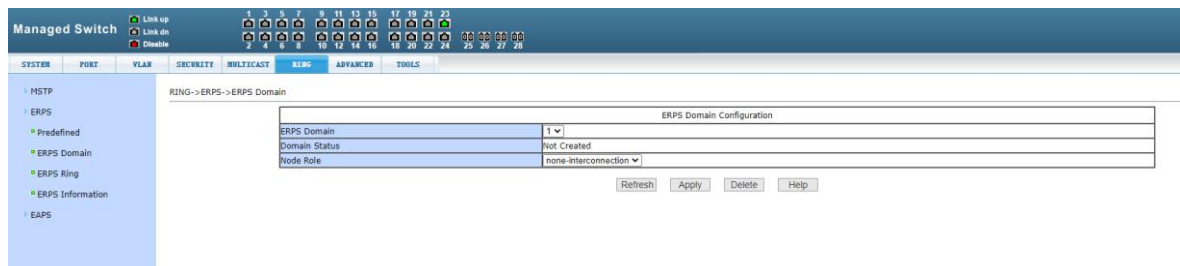 Managed Switch
Link up
Link dn
Disable
1 3 5 7 9 11 13 15 17 19 21 23
2 4 6 8 10 12 14 16 18 20 22 24 25 26 27 28
SYSTEM PORT VLAN SECURITY MULTICAST RING ADVANCED TOOLS
MSTP
ERPS
Predefined
ERPS Domain
ERPS Ring
ERPS Information
EAPS
RING->ERPS->ERPS Domain
ERPS Domain Configuration
ERPS Domain 1
Domain Status Not Created
Node Role none-interconnection
Refresh Apply Delete Help